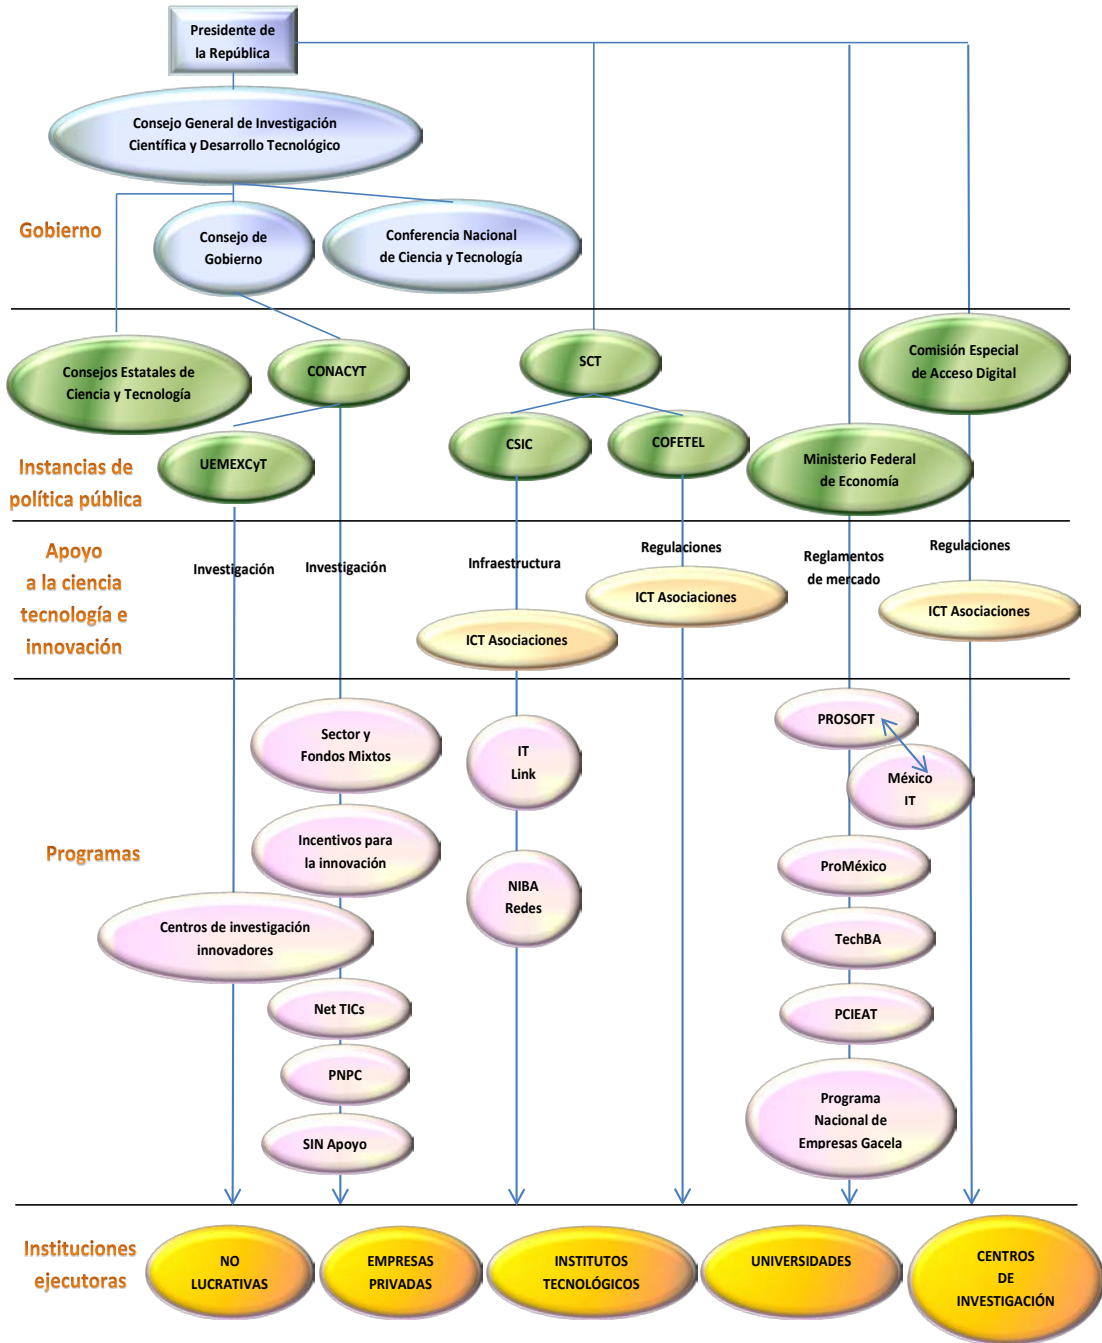 Presidente de
la República
Consejo General de Investigación
Científica y Desarrollo Tecnológico
Gobierno
Consejo de
Gobierno
Conferencia Nacional
de Ciencia y Tecnología
Consejos Estatales de
Ciencia y Tecnología
CONACYT
SCT
Comisión Especial
de Acceso Digital
UEMEXCyT
CSIC
COFETEL
Ministerio Federal
de Economía
Instancias de
política pública
Apoyo
a la ciencia
tecnología e
innovación
Investigación
Investigación
Infraestructura
Regulaciones
Reglamentos
de mercado
Regulaciones
ICT Asociaciones
ICT Asociaciones
ICT Asociaciones
Programas
Sector y
Fondos Mixtos
Incentivos para
la innovación
Centros de investigación
innovadores
Net TICs
PNPC
SIN Apoyo
IT
Link
NIBA
Redes
PROSOFT
México
IT
ProMéxico
TechBA
PCIEAT
Programa
Nacional de
Empresas Gacela
Instituciones
ejecutoras
NO
LUCRATIVAS
EMPRESAS
PRIVADAS
INSTITUTOS
TECNOLÓGICOS
UNIVERSIDADES
CENTROS
DE
INVESTIGACIÓN